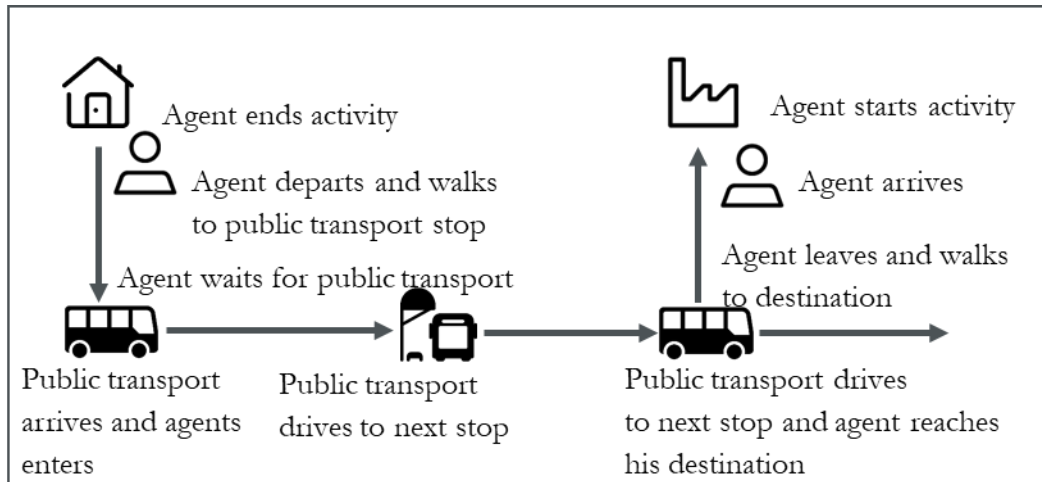 Agent ends activity
Agent departs and walks
to public transport stop
Agent waits for public transport
Public transport
arrives and agents
enters
Public transport
drives to next stop
Agent starts activity
Agent arrives
Agent leaves and walks
to destination
Public transport drives
to next stop and agent reaches
his destination